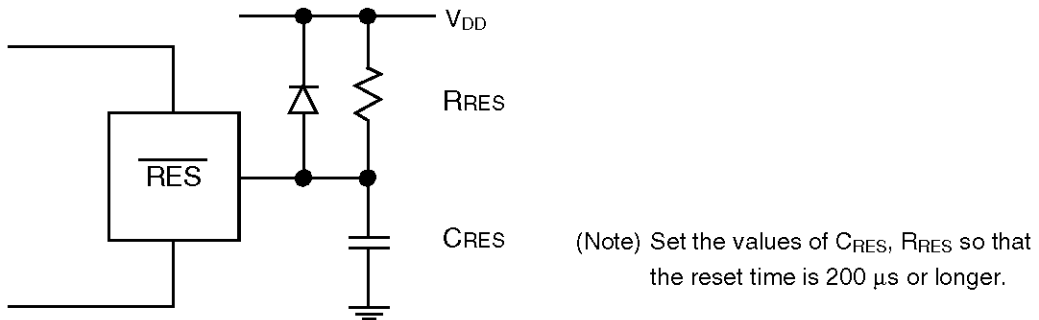 VDD
RRES
RES
CRES
(Note) Set the values of CRES, RRES so that
the reset time is 200 μs or longer.